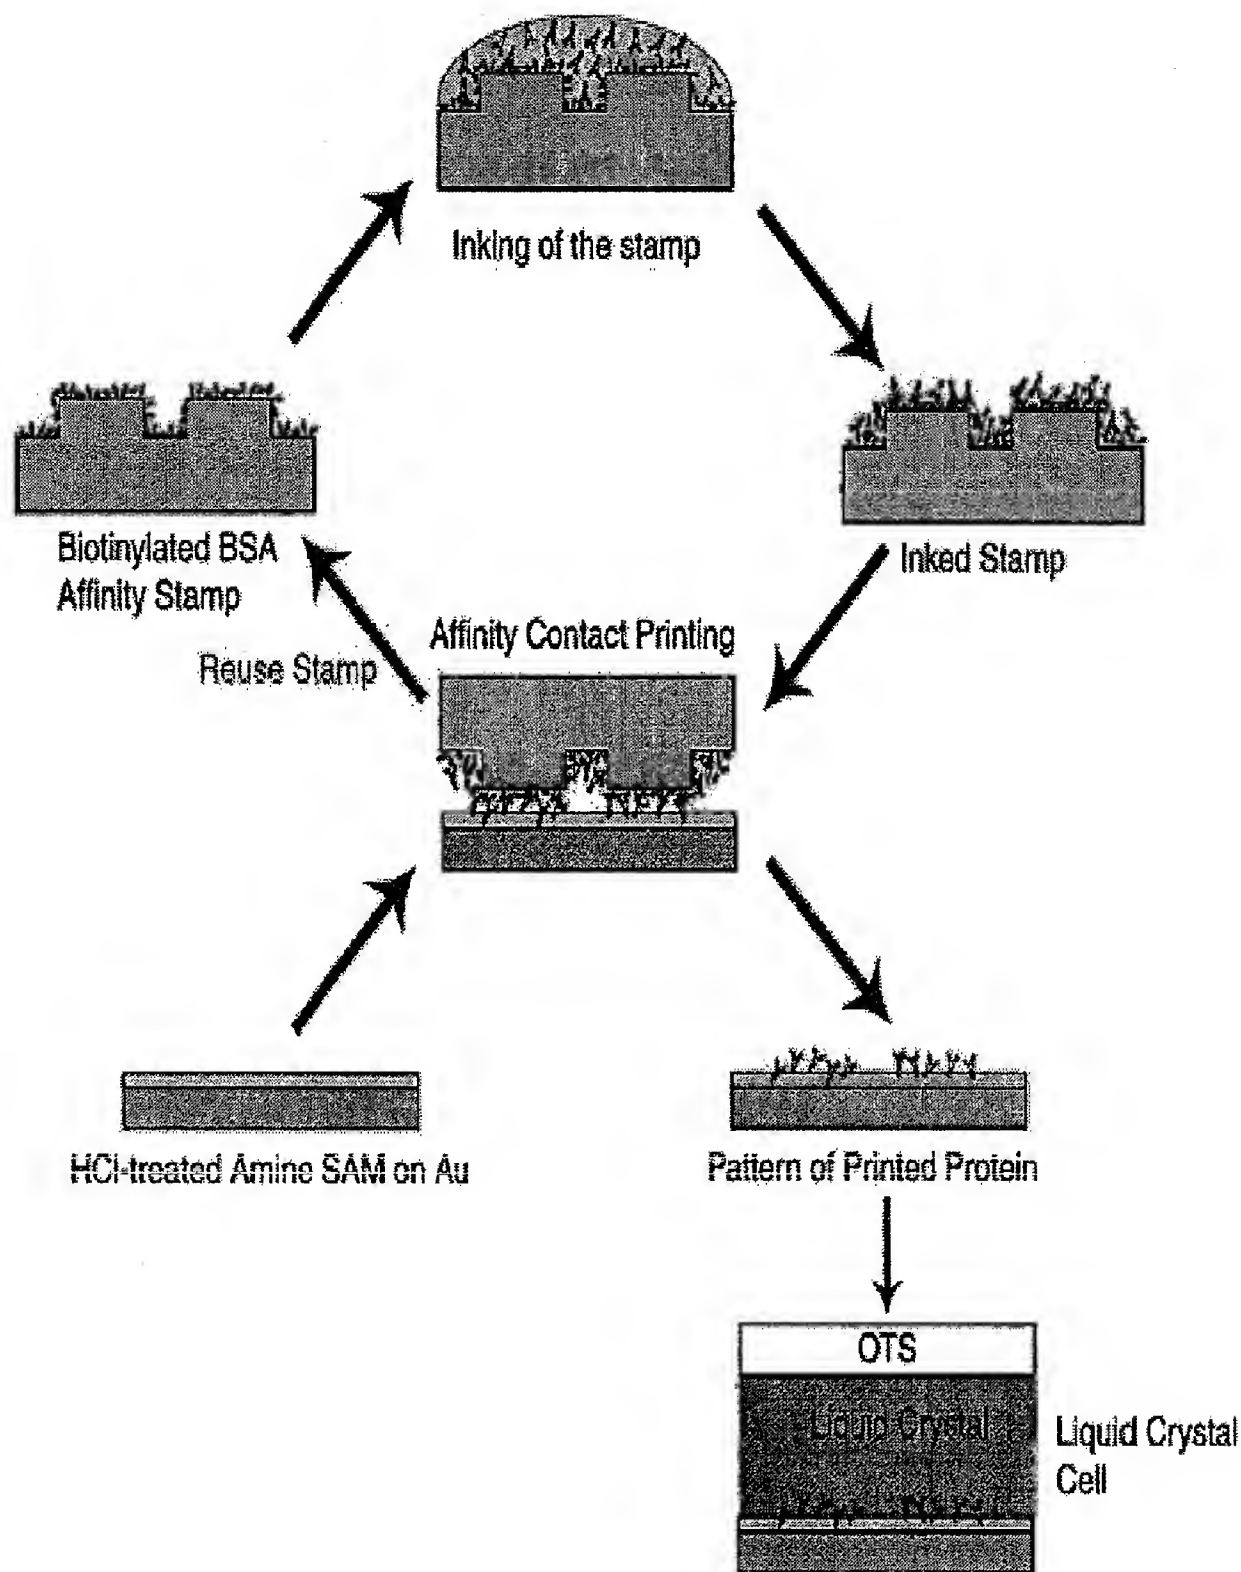 Inking of the stamp
Biotinylated BSA
Affinity Stamp
Inked Stamp
Affinity Contact Printing
Reuse Stamp
HCl-treated Amine SAM on Au
Pattern of Printed Protein
OTS
Liquid Crystal
Liquid Crystal
Cell